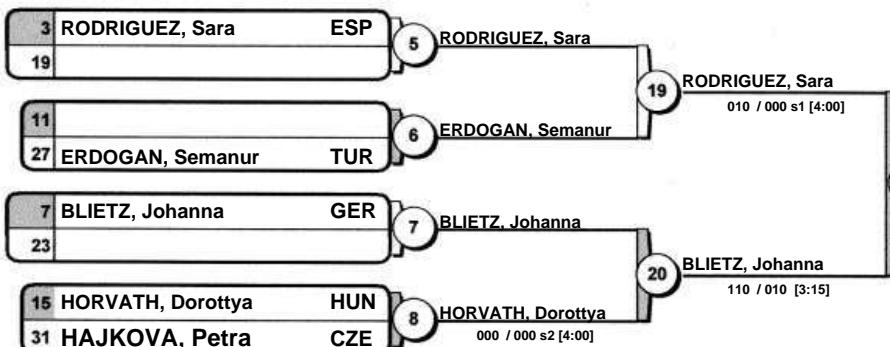 3 RODRIGUEZ, Sara ESP
19
5
RODRIGUEZ, Sara
11
27 ERDOGAN, Semanur TUR
6
ERDOGAN, Semanur
19
RODRIGUEZ, Sara
010 / 000 s1 [4:00]
7 BLIETZ, Johanna GER
23
7
BLIETZ, Johanna
15 HORVATH, Dorottya HUN
31 HAJKOVA, Petra CZE
8
HORVATH, Dorottya
000 / 000 s2 [4:00]
20
BLIETZ, Johanna
110 / 010 [3:15]